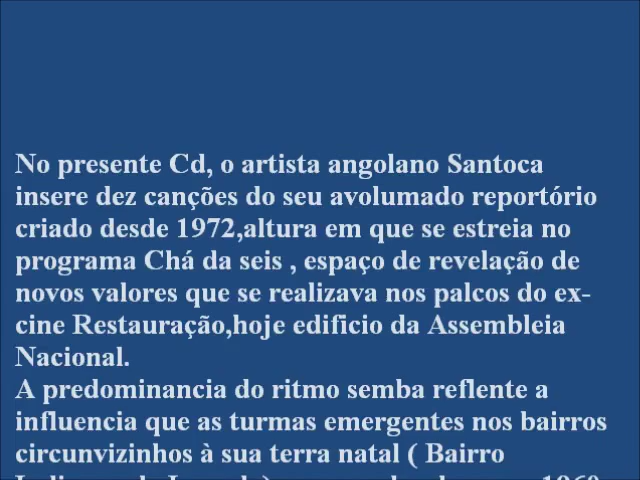 No presente Cd, o artista angolano Santoca
insere dez canções do seu avolumado reportório
criado desde 1972,altura em que se estreia no
programa Chá da seis , espaço de revelação de
novos valores que se realizava nos palcos do ex-
cine Restauração,hoje edificio da Assembleia
Nacional.
A predominancia do ritmo semba reflente a
influencia que as turmas emergentes nos bairros
circunvizinhos à sua terra natal ( Bairro